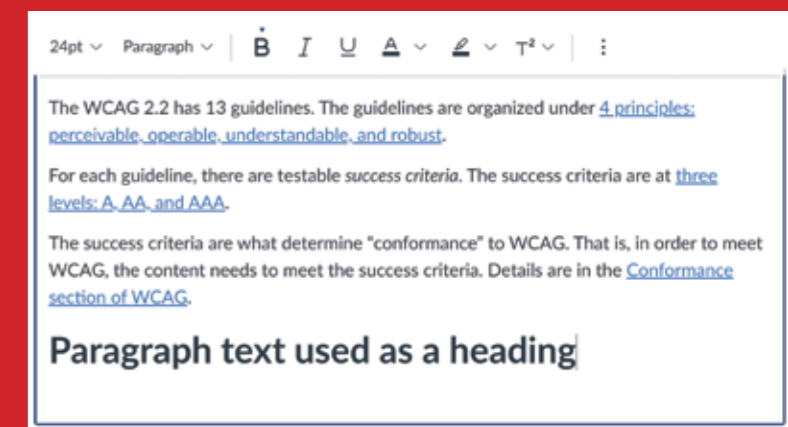 24pt Paragraph B I U A T²
The WCAG 2.2 has 13 guidelines. The guidelines are organized under 4 principles:
perceivable, operable, understandable, and robust.
For each guideline, there are testable success criteria. The success criteria are at three
levels: A, AA, and AAA.
The success criteria are what determine "conformance" to WCAG. That is, in order to meet
WCAG, the content needs to meet the success criteria. Details are in the Conformance
section of WCAG.
Paragraph text used as a heading